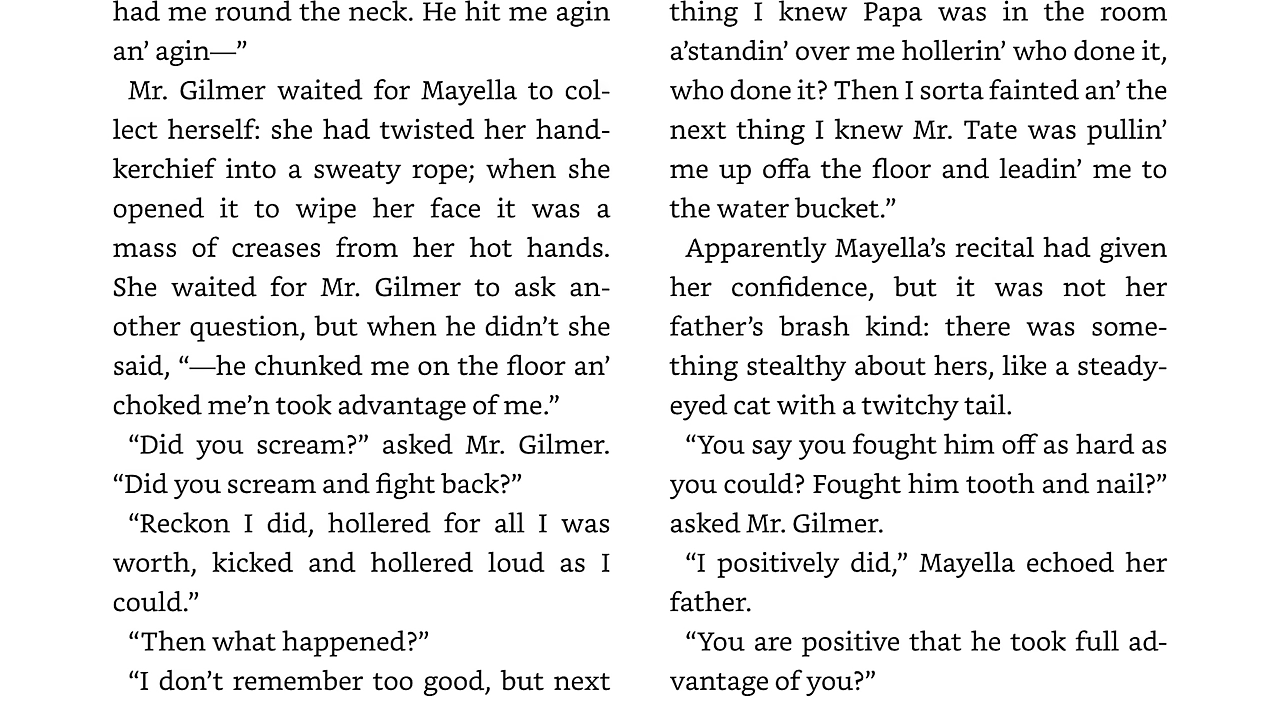 had me round the neck. He hit me agin
an’ agin—”
Mr. Gilmer waited for Mayella to col-
lect herself: she had twisted her hand-
kerchief into a sweaty rope; when she
opened it to wipe her face it was a
mass of creases from her hot hands.
She waited for Mr. Gilmer to ask an-
other question, but when he didn’t she
said, “—he chunked me on the floor an’
choked me’n took advantage of me.”
“Did you scream?” asked Mr. Gilmer.
“Did you scream and fight back?”
“Reckon I did, hollered for all I was
worth, kicked and hollered loud as I
could.”
“Then what happened?”
“I don’t remember too good, but next
thing I knew Papa was in the room
a’standin’ over me hollerin’ who done it,
who done it? Then I sorta fainted an’ the
next thing I knew Mr. Tate was pullin’
me up offa the floor and leadin’ me to
the water bucket.”
Apparently Mayella’s recital had given
her confidence, but it was not her
father’s brash kind: there was some-
thing stealthy about hers, like a steady-
eyed cat with a twitchy tail.
“You say you fought him off as hard as
you could? Fought him tooth and nail?”
asked Mr. Gilmer.
“I positively did,” Mayella echoed her
father.
“You are positive that he took full ad-
vantage of you?”